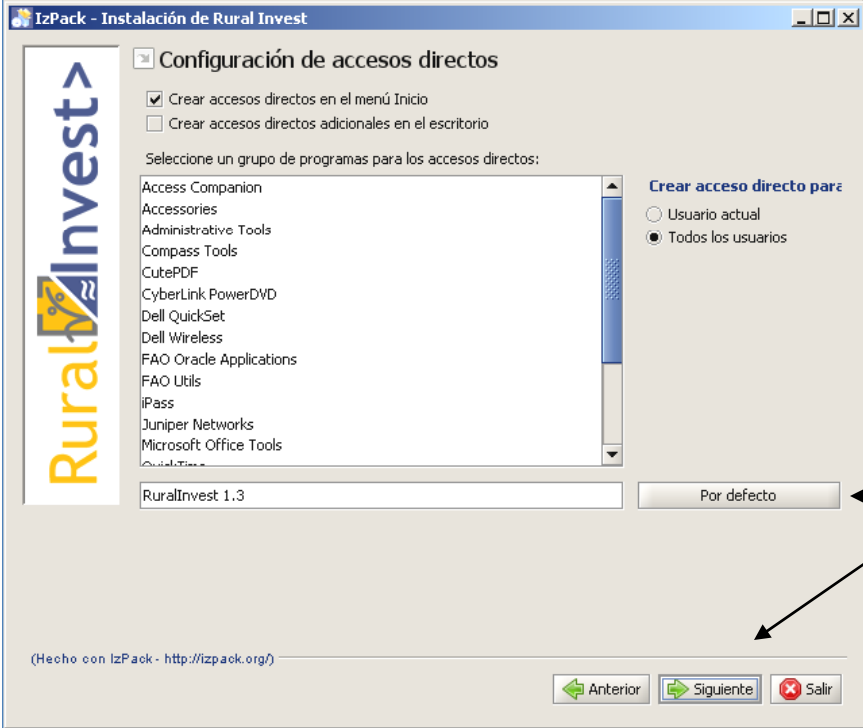 IzPack - Instalación de Rural Invest
Rural Invest
Configuración de accesos directos
Crear accesos directos en el menú Inicio
Crear accesos directos adicionales en el escritorio
Seleccione un grupo de programas para los accesos directos:
Access Companion
Accessories
Administrative Tools
Compass Tools
CutePDF
CyberLink PowerDVD
Dell QuickSet
Dell Wireless
FAO Oracle Applications
FAO Utils
iPass
Juniper Networks
Microsoft Office Tools
Crear acceso directo para
Usuario actual
Todos los usuarios
RuralInvest 1.3
Por defecto
(Hecho con IzPack - http://izpack.org/)
Anterior
Siguiente
Salir